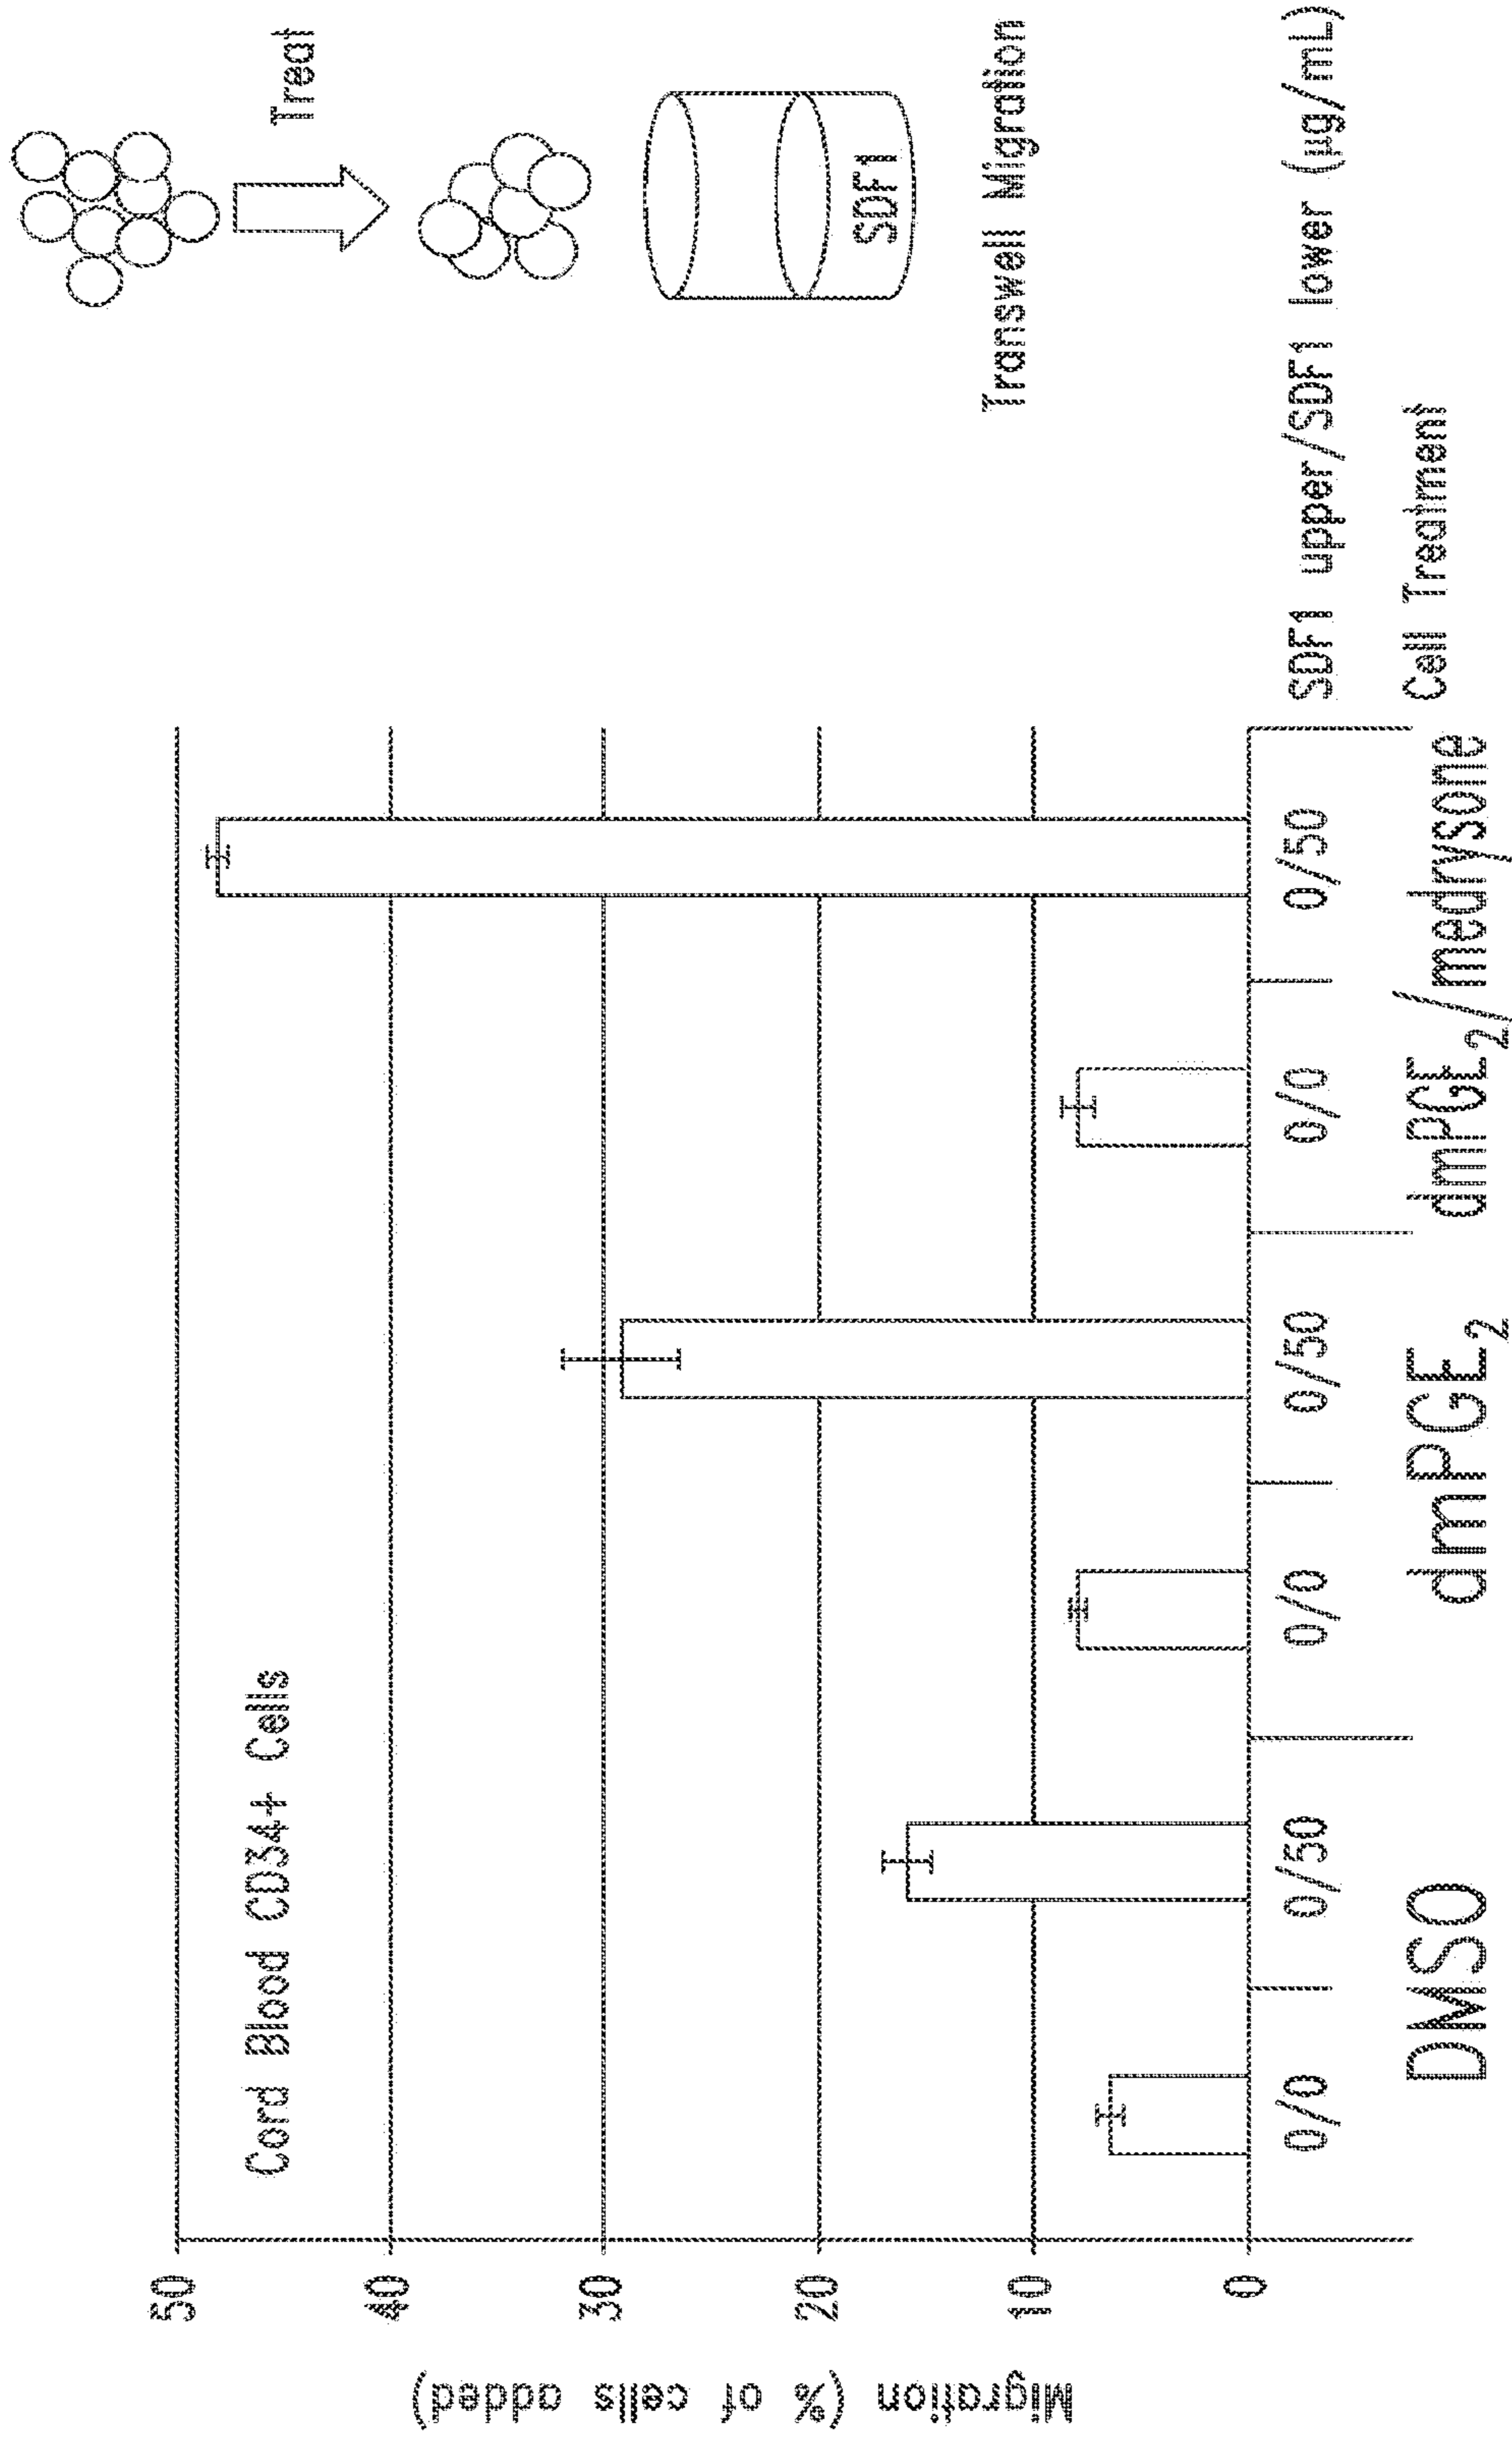 Cord Blood CD34+ Cells
Migration (% of cells added)
50
40
30
20
10
0
0/0
0/50
0/0
0/50
0/0
0/50
SDF1 upper/SDF1 lower (µg/mL)
DMSO
dmPGE2
dmPGE2/medrysone
Cell Treatment
Treat
SDF1
Transwell Migration